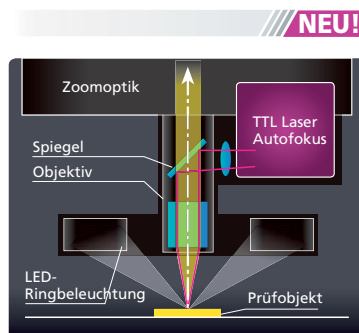 NEU!
Zoomoptik
TTL Laser
Autofokus
Spiegel
Objektiv
LED-
Ringbeleuchtung
Prüfobjekt